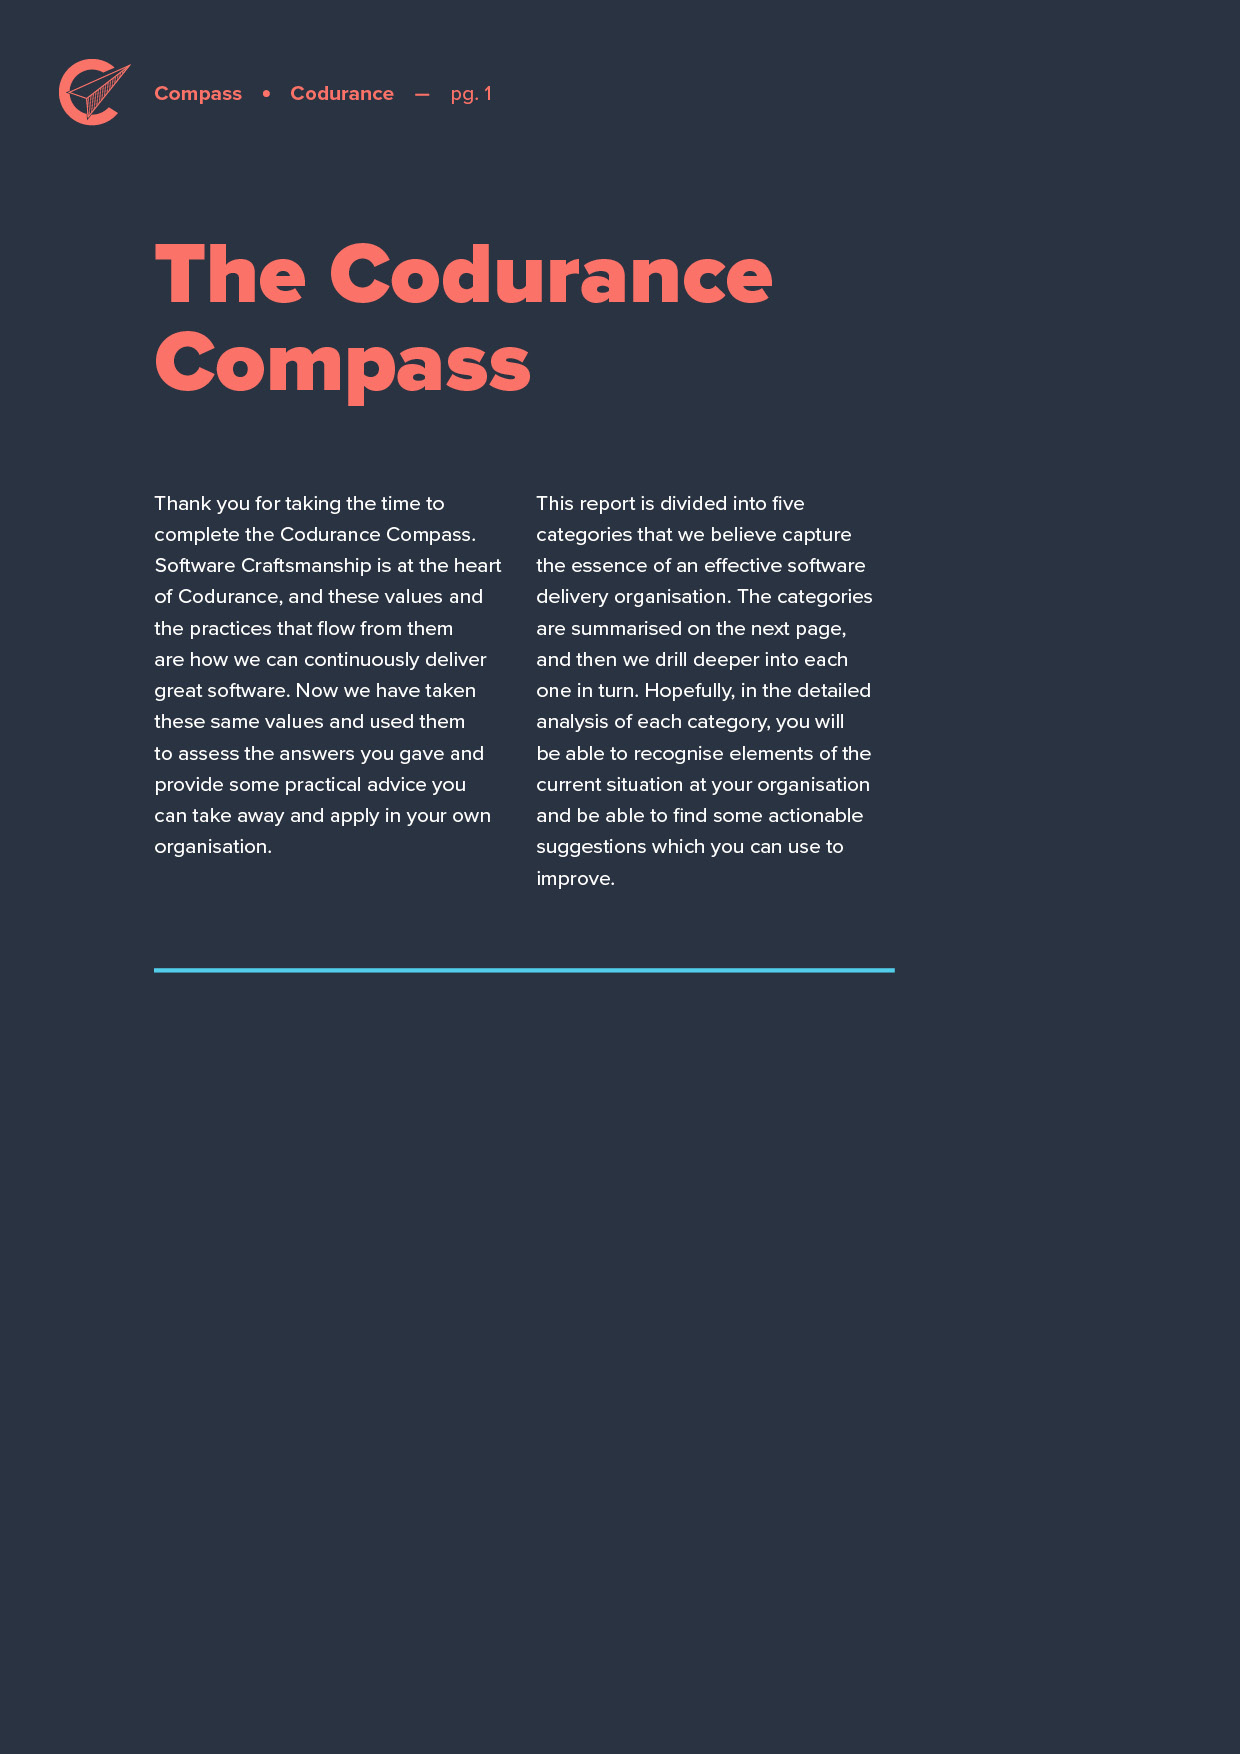 Compass • Codurance — pg. 1
The Codurance
Compass
Thank you for taking the time to
complete the Codurance Compass.
Software Craftsmanship is at the heart
of Codurance, and these values and
the practices that flow from them
are how we can continuously deliver
great software. Now we have taken
these same values and used them
to assess the answers you gave and
provide some practical advice you
can take away and apply in your own
organisation.
This report is divided into five
categories that we believe capture
the essence of an effective software
delivery organisation. The categories
are summarised on the next page,
and then we drill deeper into each
one in turn. Hopefully, in the detailed
analysis of each category, you will
be able to recognise elements of the
current situation at your organisation
and be able to find some actionable
suggestions which you can use to
improve.